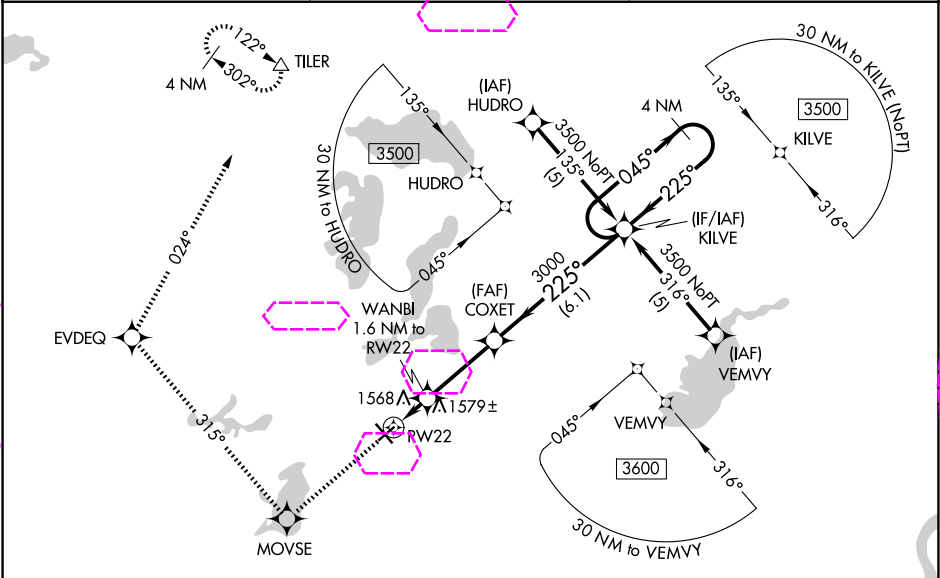 122°
302°
4 NM
TILER
(IAF)
HUDRO
3500 NoPT
135°
(5)
4 NM
045°
225°
30 NM to KILVE (NoPT)
135°
3500
KILVE
316°
135°
3500
HUDRO
045°
30 NM to HUDRO
(IF/IAF)
KILVE
3500 NoPT
316°
(5)
(IAF)
VEMVY
3000
225°
(6.1)
(FAF)
COXET
WANBI
1.6 NM to
RW22
1568
1579±
RW22
024°
EVDEQ
315°
MOVSE
VEMVY
045°
316°
3600
30 NM to VEMVY